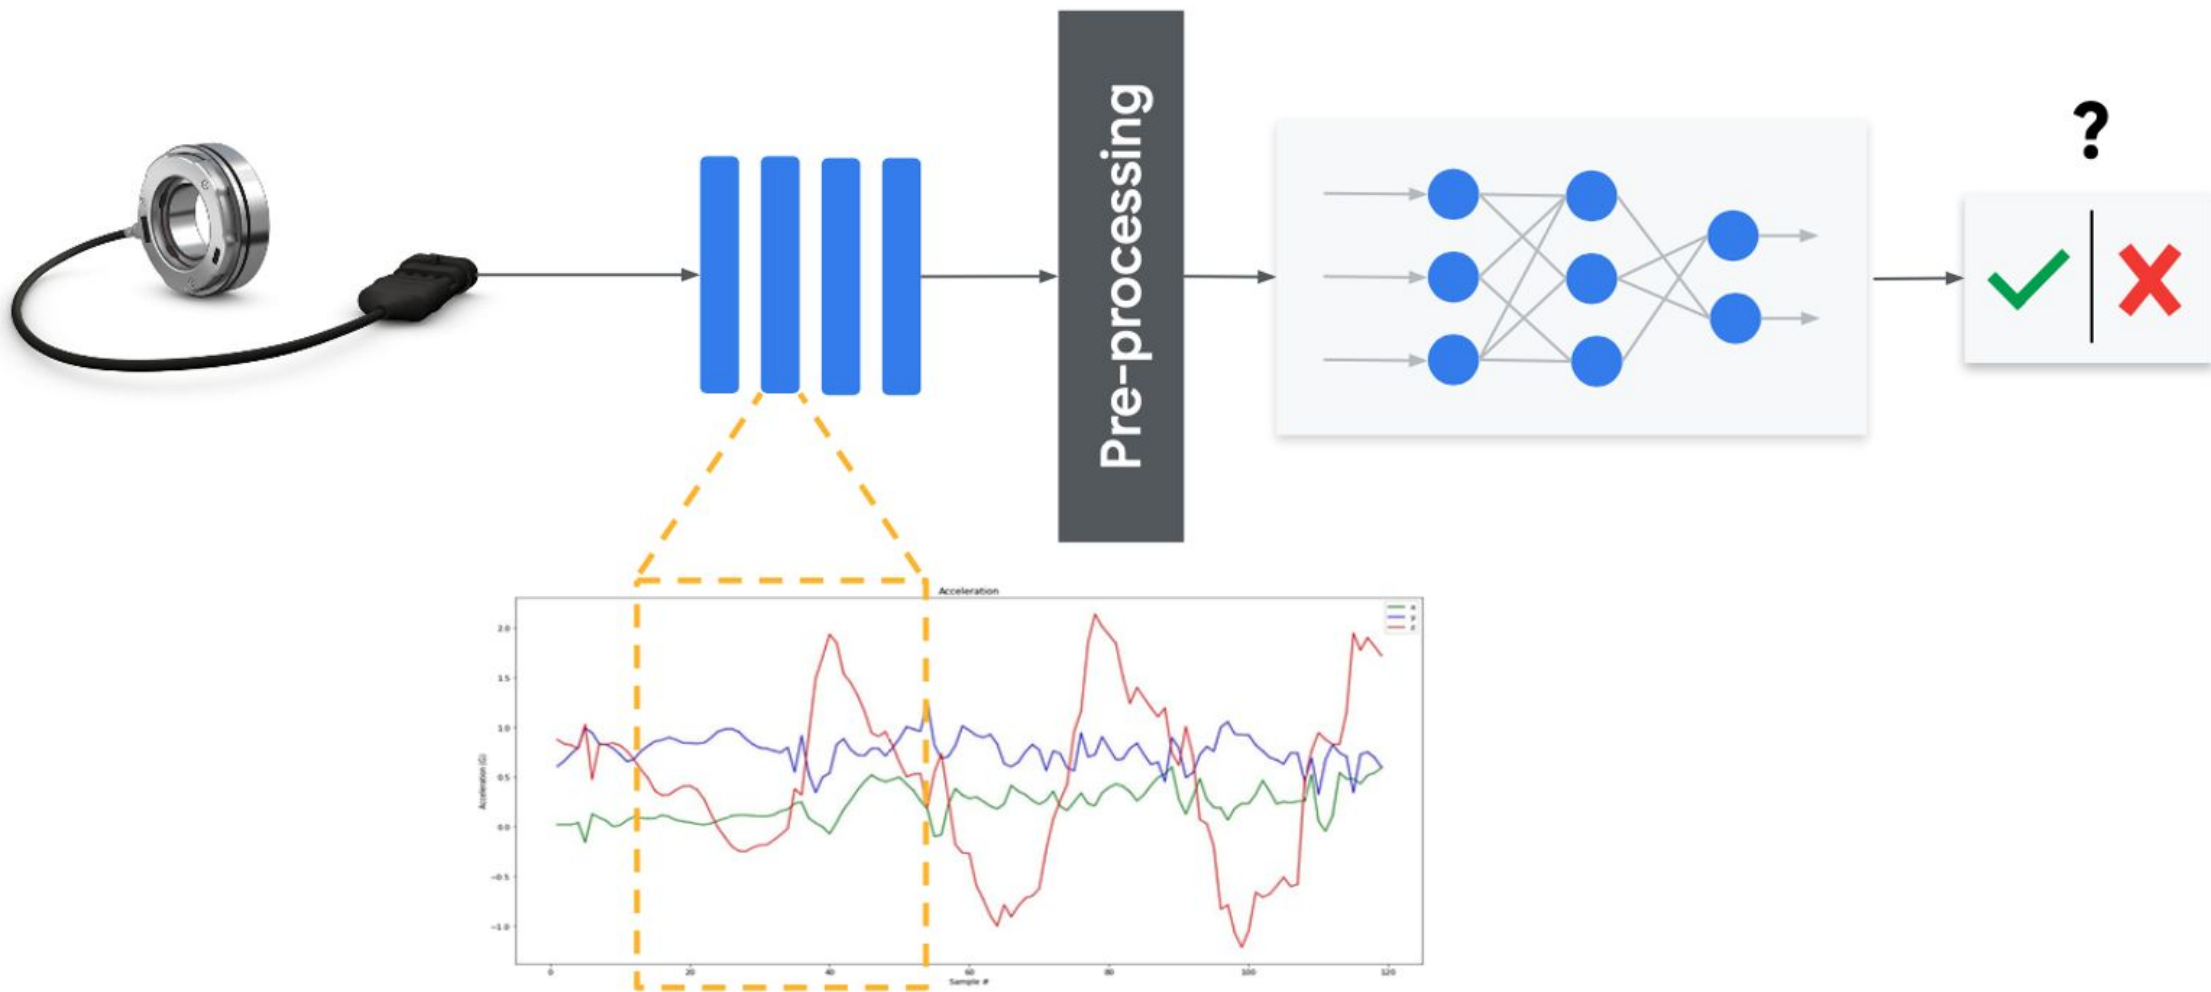 Pre-processing
?
Acceleration
x
y
z
2.0
1.5
1.0
0.5
0.0
−0.5
−1.0
Acceleration (G)
0
20
40
60
80
100
120
Sample #